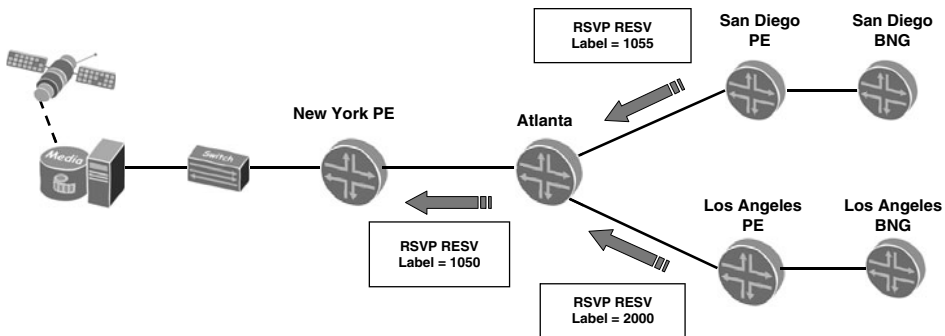 RSVP RESV
Label = 1055
San Diego
PE
San Diego
BNG
New York PE
Atlanta
Media
Switch
RSVP RESV
Label = 1050
Los Angeles
PE
Los Angeles
BNG
RSVP RESV
Label = 2000